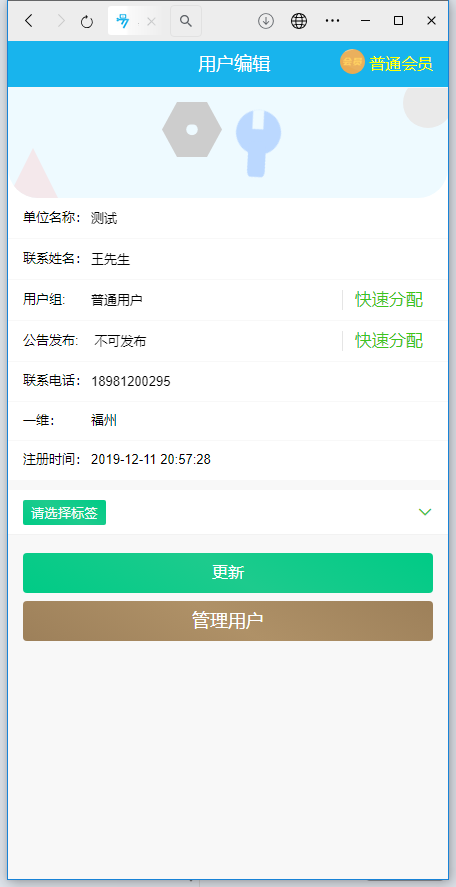 用户编辑
普通会员
单位名称： 测试
联系姓名： 王先生
用户组: 普通用户 快速分配
公告发布: 不可发布 快速分配
联系电话： 18981200295
一维： 福州
注册时间： 2019-12-11 20:57:28
请选择标签
更新
管理用户